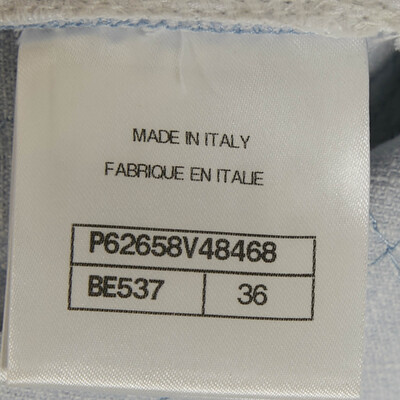 MADE IN ITALY
FABRIQUE EN ITALIE
P62658V48468
BE537 36